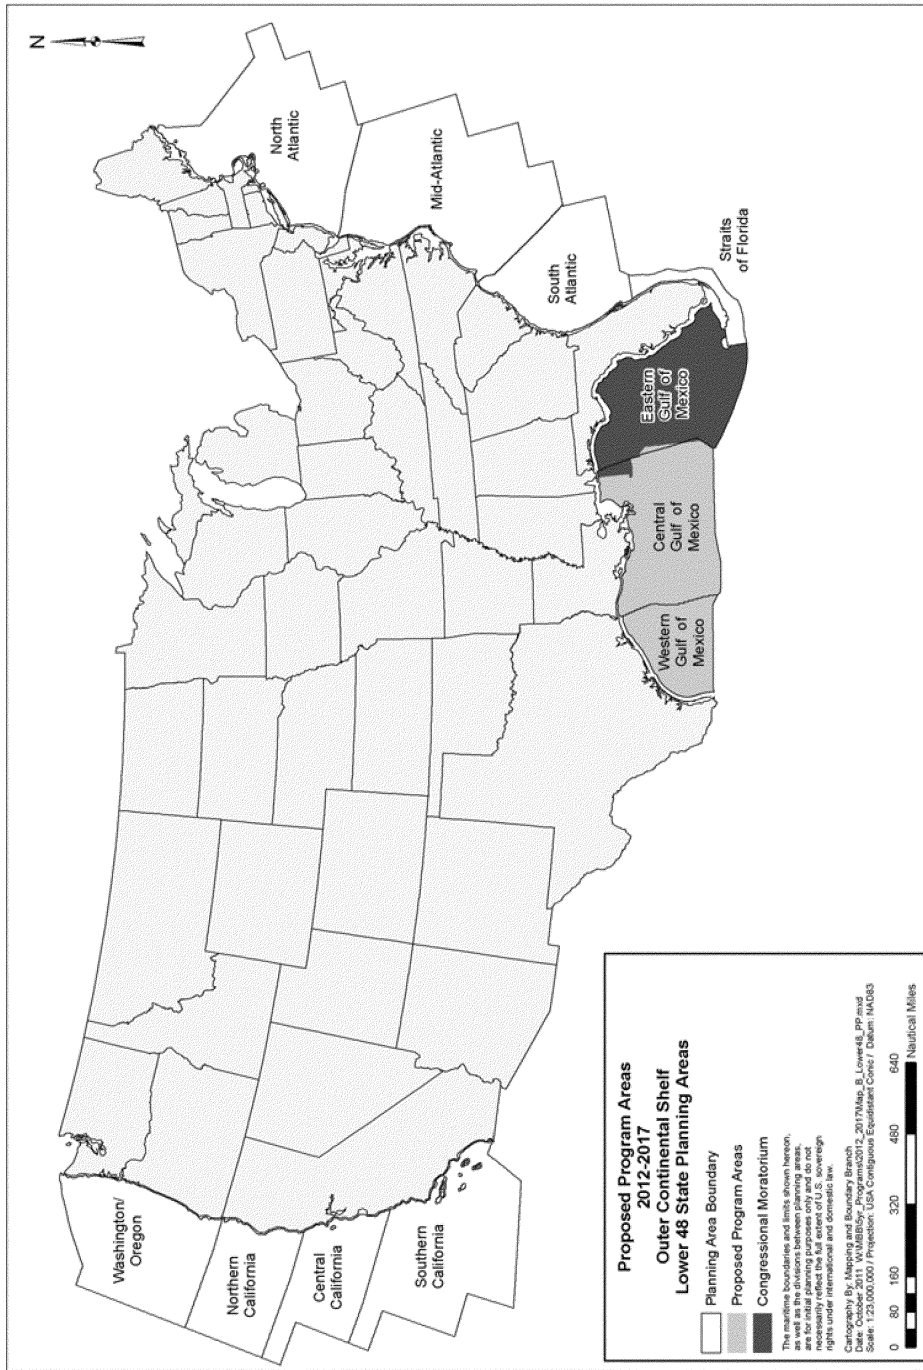 N
Washington/
Oregon
Northern
California
Central
California
Southern
California
North
Atlantic
Mid-Atlantic
South
Atlantic
Straits
of Florida
Western
Gulf of
Mexico
Central
Gulf of
Mexico
Eastern
Gulf of
Mexico
Proposed Program Areas
2012-2017
Outer Continental Shelf
Lower 48 State Planning Areas
Planning Area Boundary
Proposed Program Areas
Congressional Moratorium
The maritime boundaries and limits shown hereon,
as well as the divisions between planning areas,
are for initial planning purposes only and do not
necessarily reflect the full extent of U.S. sovereign
rights under international and domestic law.
Cartography By: Mapping and Boundary Branch
Date: October 2011 W:\MBB\5yr_Programs\2012_2017\Map_B_Lower48_PP.mxd
Scale: 1:23,000,000 / Projection: USA Contiguous Equidistant Conic / Datum: NAD83
0 80 160 320 480 640
Nautical Miles